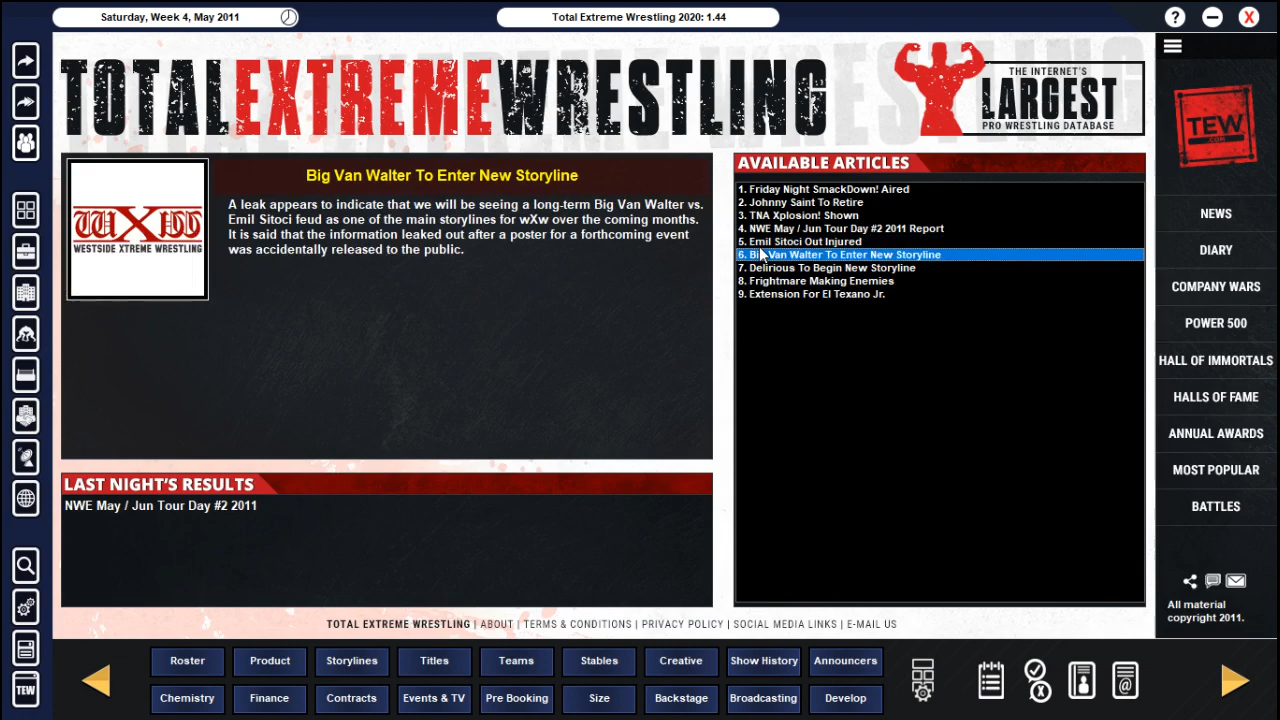 Saturday, Week 4, May 2011
Total Extreme Wrestling 2020: 1.44
TOTALEXTREMEWRESTLING
THE INTERNET'S
LARGEST
PRO WRESTLING DATABASE
wXw
WESTSIDE XTREME WRESTLING
Big Van Walter To Enter New Storyline
A leak appears to indicate that we will be seeing a long-term Big Van Walter vs.
Emil Sitoci feud as one of the main storylines for wXw over the coming months.
It is said that the information leaked out after a poster for a forthcoming event
was accidentally released to the public.
LAST NIGHT'S RESULTS
NWE May / Jun Tour Day #2 2011
AVAILABLE ARTICLES
1. Friday Night SmackDown! Aired
2. Johnny Saint To Retire
3. TNA Xplosion! Shown
4. NWE May / Jun Tour Day #2 2011 Report
5. Emil Sitoci Out Injured
6. Big Van Walter To Enter New Storyline
7. Delirious To Begin New Storyline
8. Frightmare Making Enemies
9. Extension For El Texano Jr.
TEW
.COM
NEWS
DIARY
COMPANY WARS
POWER 500
HALL OF IMMORTALS
HALLS OF FAME
ANNUAL AWARDS
MOST POPULAR
BATTLES
All material
copyright 2011.
TOTAL EXTREME WRESTLING | ABOUT | TERMS & CONDITIONS | PRIVACY POLICY | SOCIAL MEDIA LINKS | E-MAIL US
Roster
Product
Storylines
Titles
Teams
Stables
Creative
Show History
Announcers
Chemistry
Finance
Contracts
Events & TV
Pre Booking
Size
Backstage
Broadcasting
Develop
TEW